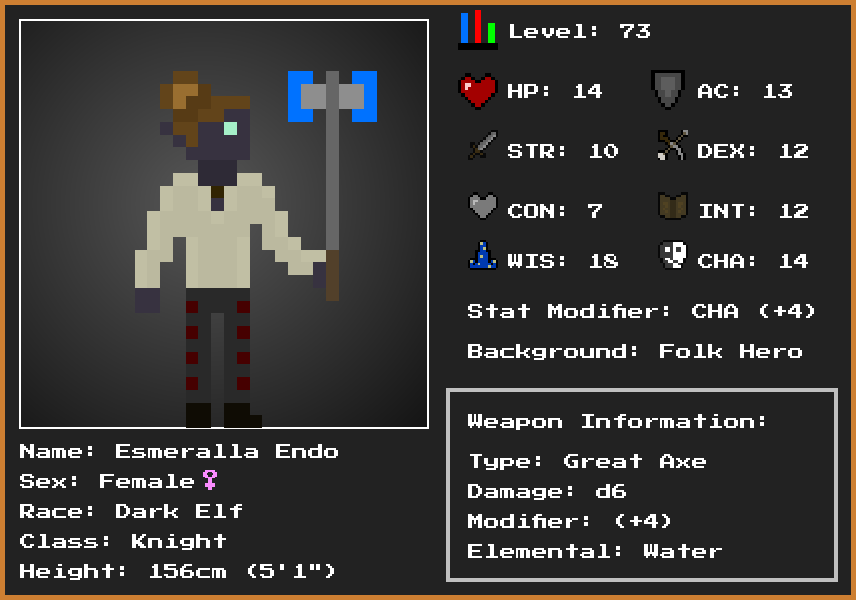 Level: 73
HP: 14
AC: 13
STR: 10
DEX: 12
CON: 7
INT: 12
WIS: 18
CHA: 14
Stat Modifier: CHA (+4)
Background: Folk Hero
Weapon Information:
Type: Great Axe
Damage: d6
Modifier: (+4)
Elemental: Water
Name: Esmeralla Endo
Sex: Female♀
Race: Dark Elf
Class: Knight
Height: 156cm (5'1")